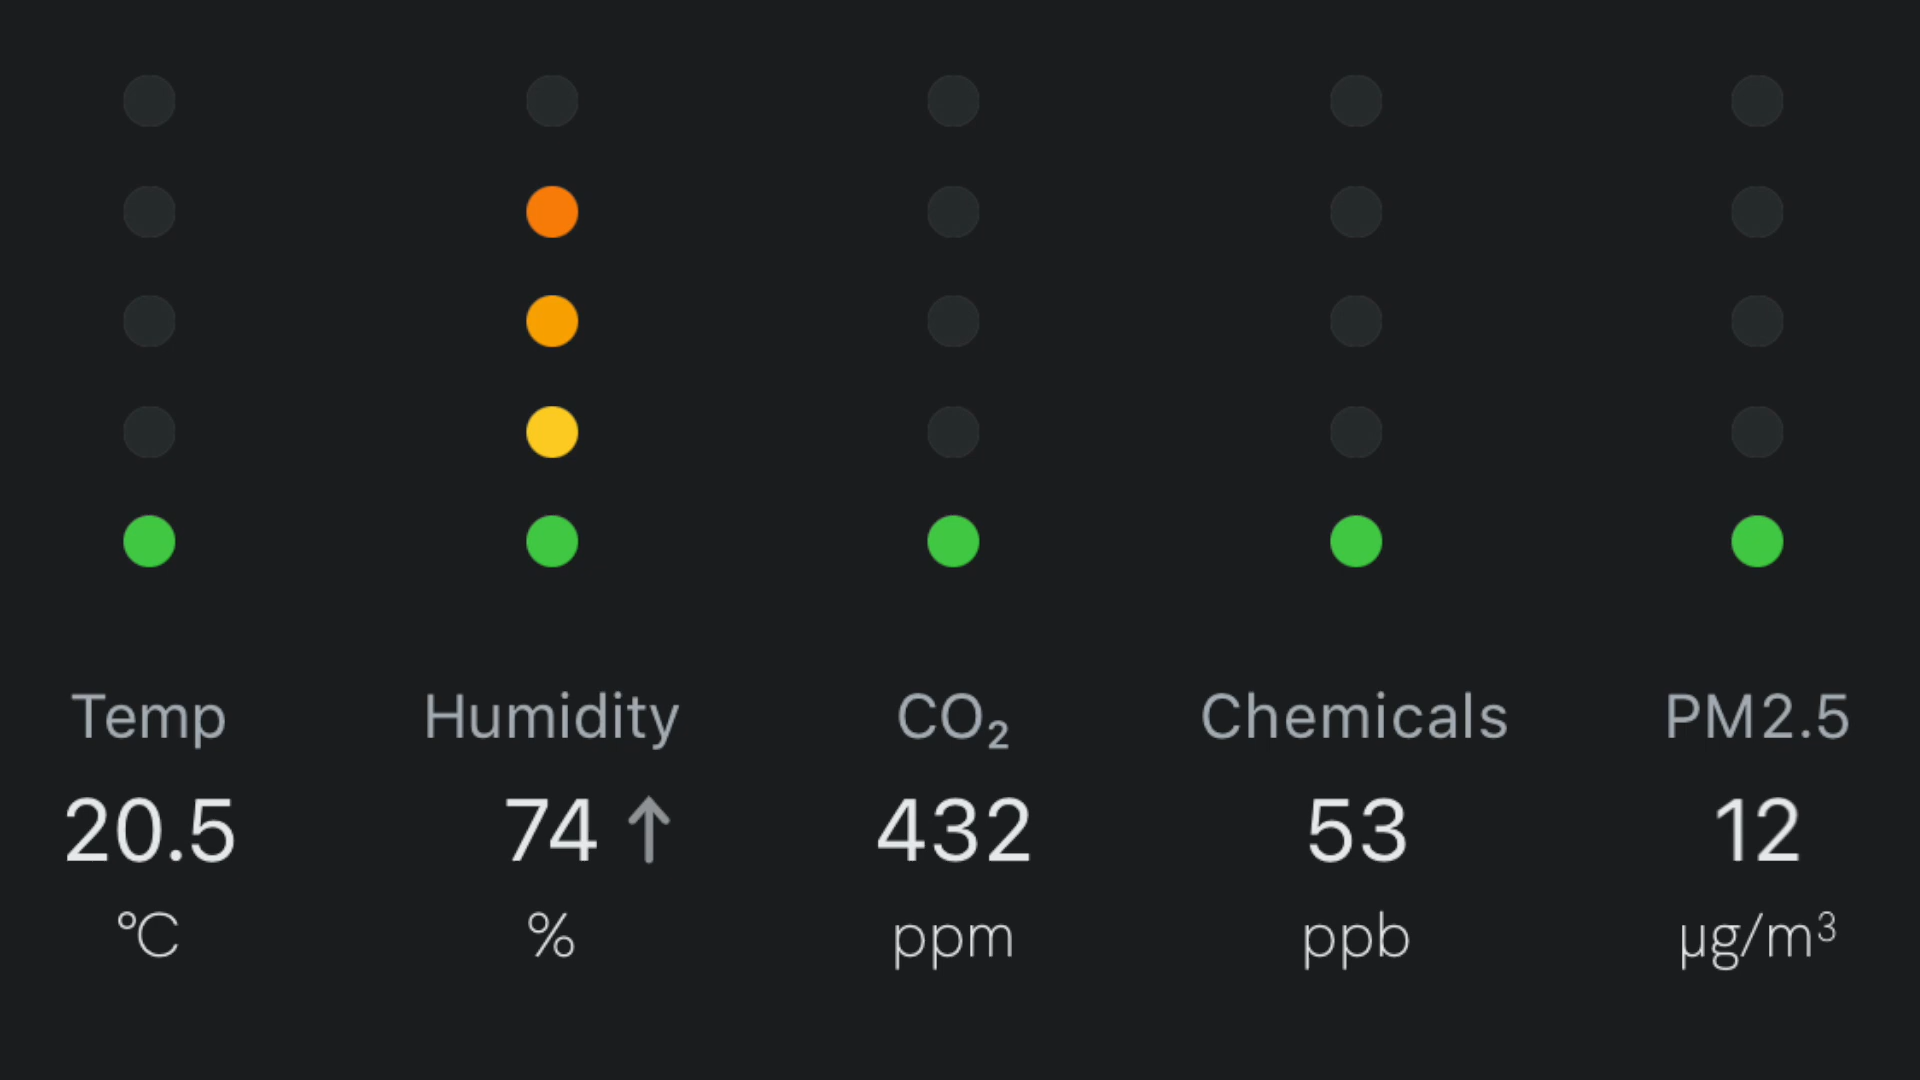 Temp Humidity CO₂ Chemicals PM2.5
20.5 74 ↑ 432 53 12
°C % ppm ppb µg/m³